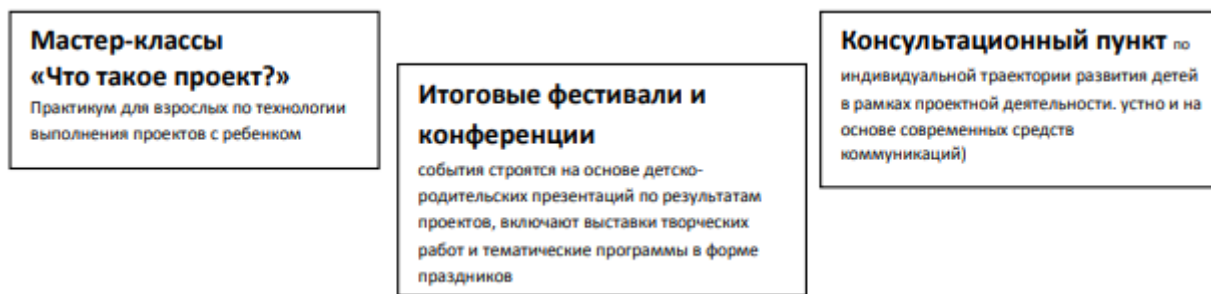 Мастер-классы
«Что такое проект?»
Практикум для взрослых по технологии
выполнения проектов с ребенком
Итоговые фестивали и
конференции
события строятся на основе детско-
родительских презентаций по результатам
проектов, включают выставки творческих
работ и тематические программы в форме
праздников
Консультационный пункт по
индивидуальной траектории развития детей
в рамках проектной деятельности. устно и на
основе современных средств
коммуникаций)